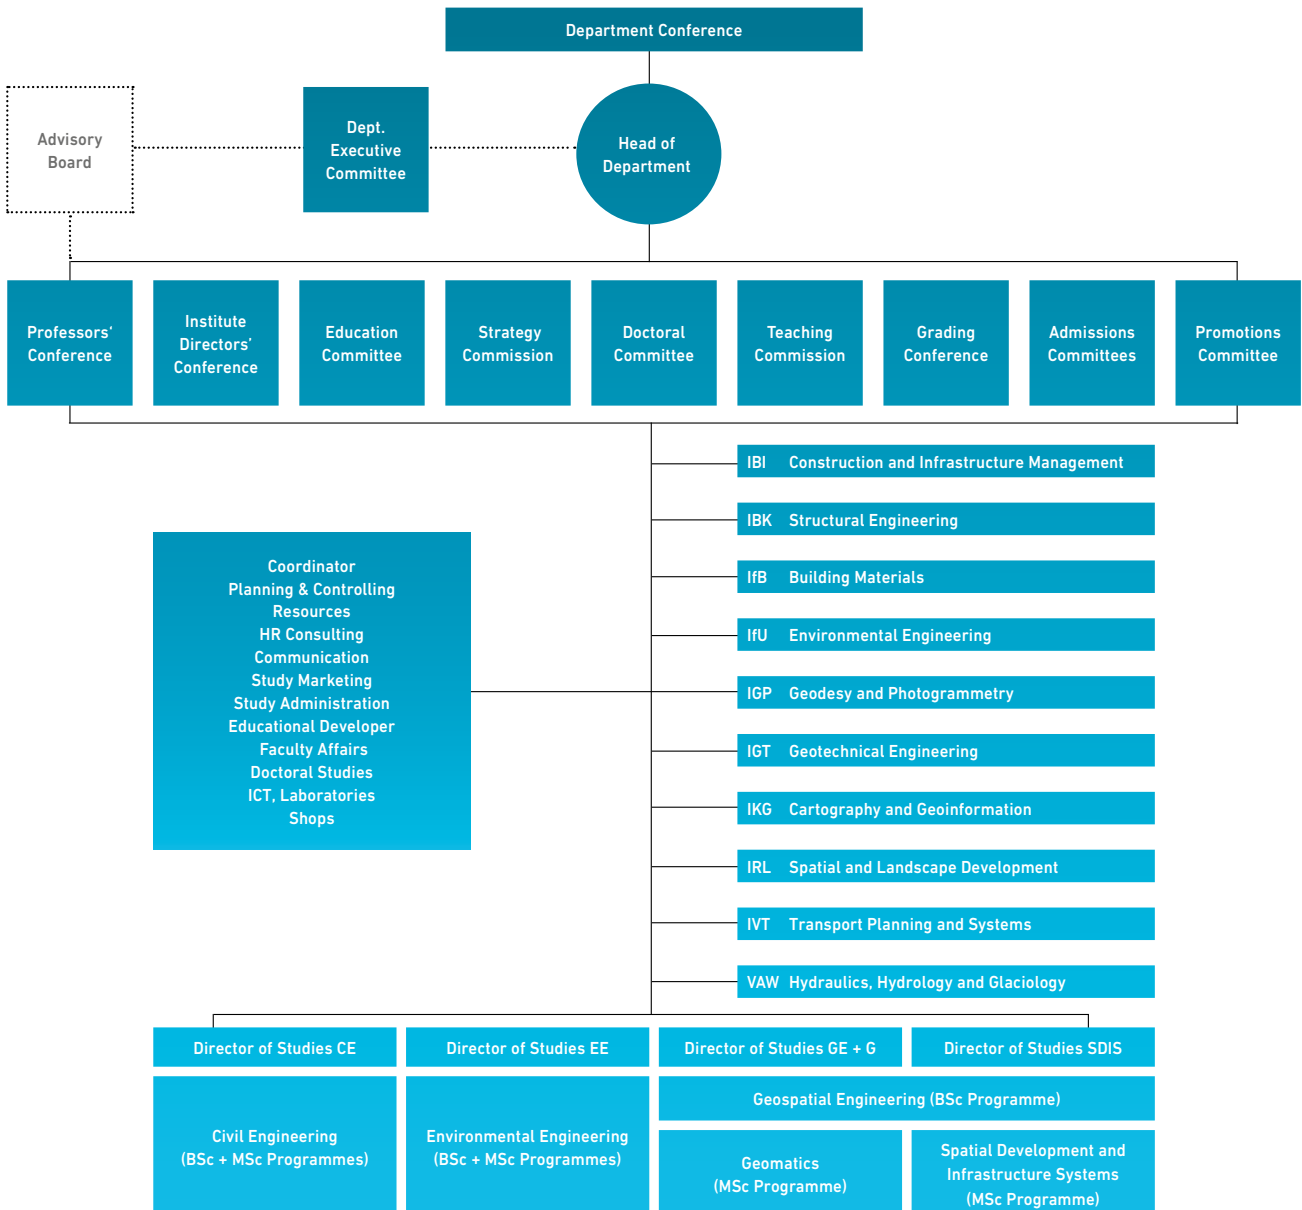 Department Conference
Advisory
Board
Dept.
Executive
Committee
Head of
Department
Professors'
Conference
Institute
Directors'
Conference
Education
Committee
Strategy
Commission
Doctoral
Committee
Teaching
Commission
Grading
Conference
Admissions
Committees
Promotions
Committee
IBI Construction and Infrastructure Management
IBK Structural Engineering
IfB Building Materials
IfU Environmental Engineering
IGP Geodesy and Photogrammetry
IGT Geotechnical Engineering
IKG Cartography and Geoinformation
IRL Spatial and Landscape Development
IVT Transport Planning and Systems
VAW Hydraulics, Hydrology and Glaciology
Coordinator
Planning & Controlling
Resources
HR Consulting
Communication
Study Marketing
Study Administration
Educational Developer
Faculty Affairs
Doctoral Studies
ICT, Laboratories
Shops
Director of Studies CE
Director of Studies EE
Director of Studies GE + G
Director of Studies SDIS
Civil Engineering
(BSc + MSc Programmes)
Environmental Engineering
(BSc + MSc Programmes)
Geospatial Engineering (BSc Programme)
Geomatics
(MSc Programme)
Spatial Development and
Infrastructure Systems
(MSc Programme)